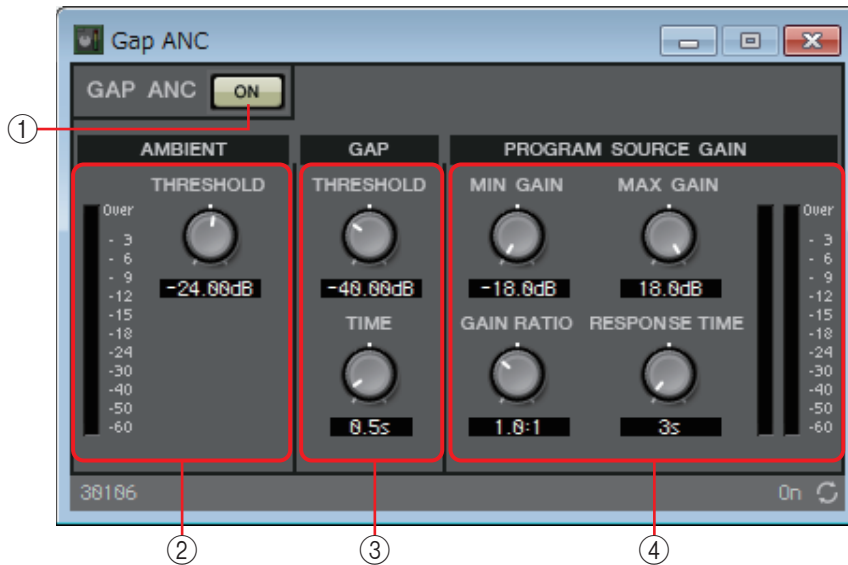 Gap ANC
GAP ANC ON
①
AMBIENT
GAP
PROGRAM SOURCE GAIN
THRESHOLD
Over
- 3
- 6
- 9
-12
-15
-18
-24
-30
-40
-50
-60
-24.00dB
THRESHOLD
-40.00dB
TIME
0.5s
MIN GAIN
MAX GAIN
-18.0dB
18.0dB
GAIN RATIO
RESPONSE TIME
1.0:1
3s
Over
- 3
- 6
- 9
-12
-15
-18
-24
-30
-40
-50
-60
30106
On
②
③
④